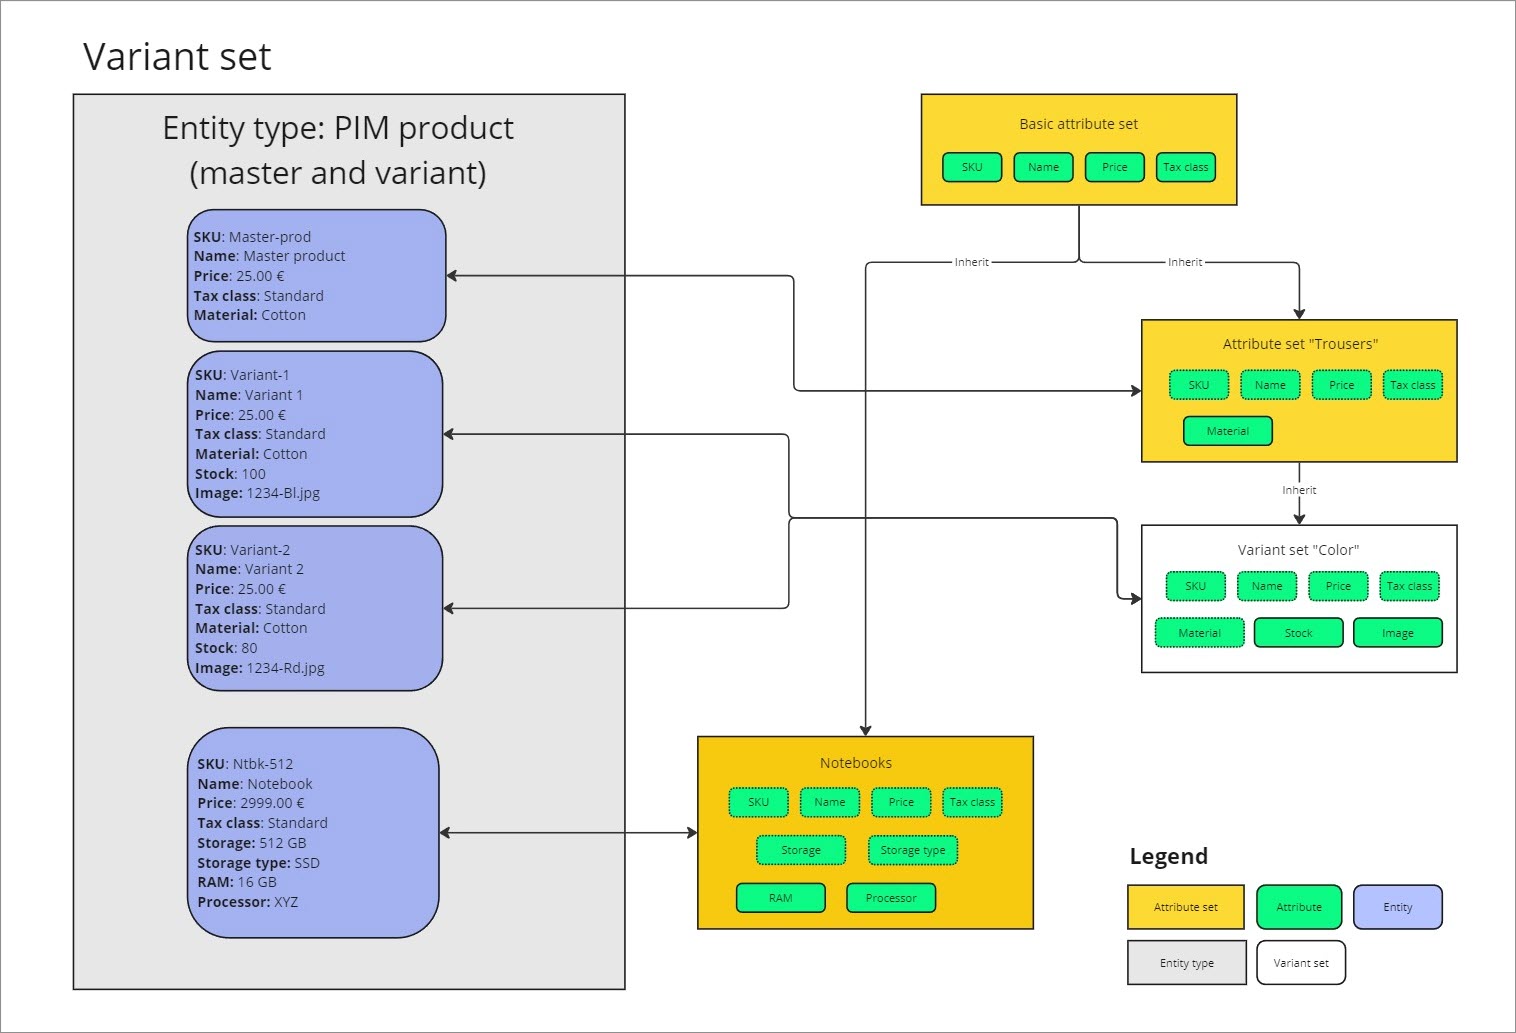 Variant set
Entity type: PIM product
(master and variant)
SKU: Master-prod
Name: Master product
Price: 25.00 €
Tax class: Standard
Material: Cotton
SKU: Variant-1
Name: Variant 1
Price: 25.00 €
Tax class: Standard
Material: Cotton
Stock: 100
Image: 1234-Bl.jpg
SKU: Variant-2
Name: Variant 2
Price: 25.00 €
Tax class: Standard
Material: Cotton
Stock: 80
Image: 1234-Rd.jpg
SKU: Ntbk-512
Name: Notebook
Price: 2999.00 €
Tax class: Standard
Storage: 512 GB
Storage type: SSD
RAM: 16 GB
Processor: XYZ
Basic attribute set
SKU Name Price Tax class
Inherit Inherit
Attribute set "Trousers"
SKU Name Price Tax class
Material
Inherit
Variant set "Color"
SKU Name Price Tax class
Material Stock Image
Notebooks
SKU Name Price Tax class
Storage Storage type
RAM Processor
Legend
Attribute set Attribute Entity
Entity type Variant set